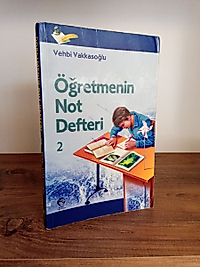 Vehbi Vakkasoğlu
Öğretmenin
Not
Defteri
2